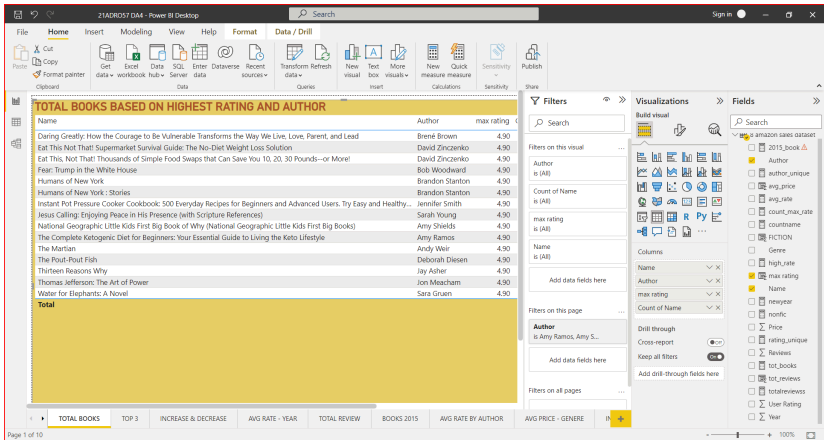 21ADRO57 DA4 - Power BI Desktop
Search
Sign in
File Home Insert Modeling View Help Format Data / Drill
Paste
Cut
Copy
Format painter
Get data
Excel workbook
Data hub
SQL Server
Enter data
Dataverse
Recent sources
Transform data
Refresh
New visual
Text box
More visuals
New measure
Quick measure
Sensitivity
Publish
Clipboard Data Queries Insert Calculations Sensitivity Share
TOTAL BOOKS BASED ON HIGHEST RATING AND AUTHOR
Name Author max rating
Daring Greatly: How the Courage to Be Vulnerable Transforms the Way We Live, Love, Parent, and Lead Brené Brown 4.90
Eat This Not That! Supermarket Survival Guide: The No-Diet Weight Loss Solution David Zinczenko 4.90
Eat This, Not That! Thousands of Simple Food Swaps that Can Save You 10, 20, 30 Pounds--or More! David Zinczenko 4.90
Fear: Trump in the White House Bob Woodward 4.90
Humans of New York Brandon Stanton 4.90
Humans of New York : Stories Brandon Stanton 4.90
Instant Pot Pressure Cooker Cookbook: 500 Everyday Recipes for Beginners and Advanced Users. Try Easy and Healthy... Jennifer Smith 4.90
Jesus Calling: Enjoying Peace in His Presence (with Scripture References) Sarah Young 4.90
National Geographic Little Kids First Big Book of Why (National Geographic Little Kids First Big Books) Amy Shields 4.90
The Complete Ketogenic Diet for Beginners: Your Essential Guide to Living the Keto Lifestyle Amy Ramos 4.90
The Martian Andy Weir 4.90
The Pout-Pout Fish Deborah Diesen 4.90
Thirteen Reasons Why Jay Asher 4.90
Thomas Jefferson: The Art of Power Jon Meacham 4.90
Water for Elephants: A Novel Sara Gruen 4.90
Total
Filters
Search
Filters on this visual ...
Author
is (All)
Count of Name
is (All)
max rating
is (All)
Name
is (All)
Add data fields here
Filters on this page ...
Author
is Amy Ramos, Amy S...
Add data fields here
Filters on all pages ...
Visualizations
Build visual
R Py
...
Columns
Name
Author
max rating
Count of Name
Drill through
Cross-report Off
Keep all filters On
Add drill-through fields here
Fields
Search
a amazon sales dataset
2015_book
Author
author_unique
avg_price
avg_rate
count_max_rate
countname
FICTION
Genre
high_rate
max rating
Name
newyear
nonfic
Price
rating_unique
Reviews
tot_books
tot_reviews
totalreviewss
User Rating
Year
TOTAL BOOKS TOP 3 INCREASE & DECREASE AVG RATE - YEAR TOTAL REVIEW BOOKS 2015 AVG RATE BY AUTHOR AVG PRICE - GENERE
Page 1 of 10
100%